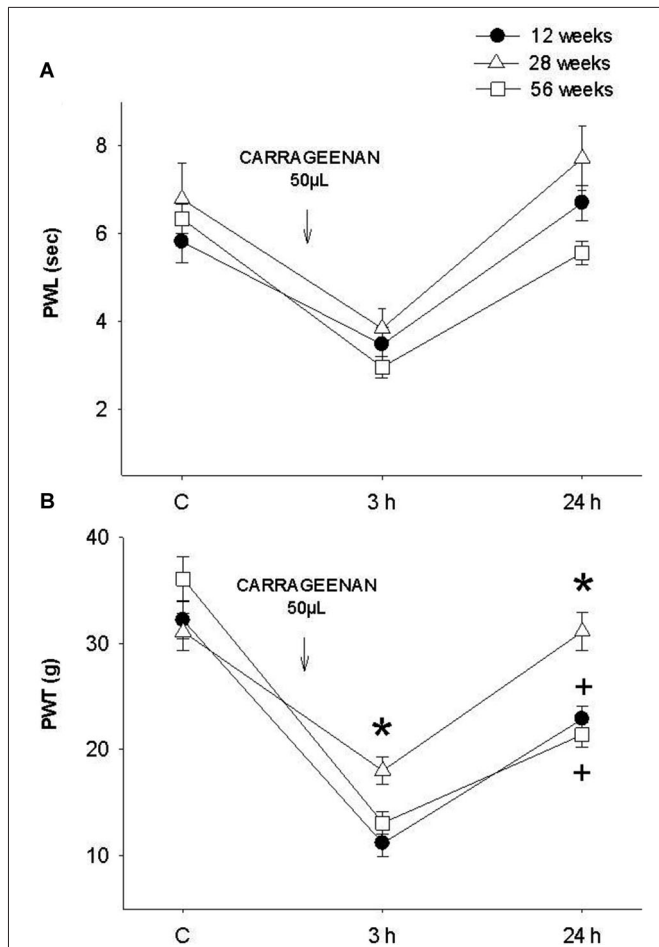 12 weeks
28 weeks
56 weeks
A
8
6
4
2
PWL (sec)
CARRAGEENAN
50µL
C 3 h 24 h
B
40
30
20
10
PWT (g)
CARRAGEENAN
50µL
*
*
+
+
C 3 h 24 h